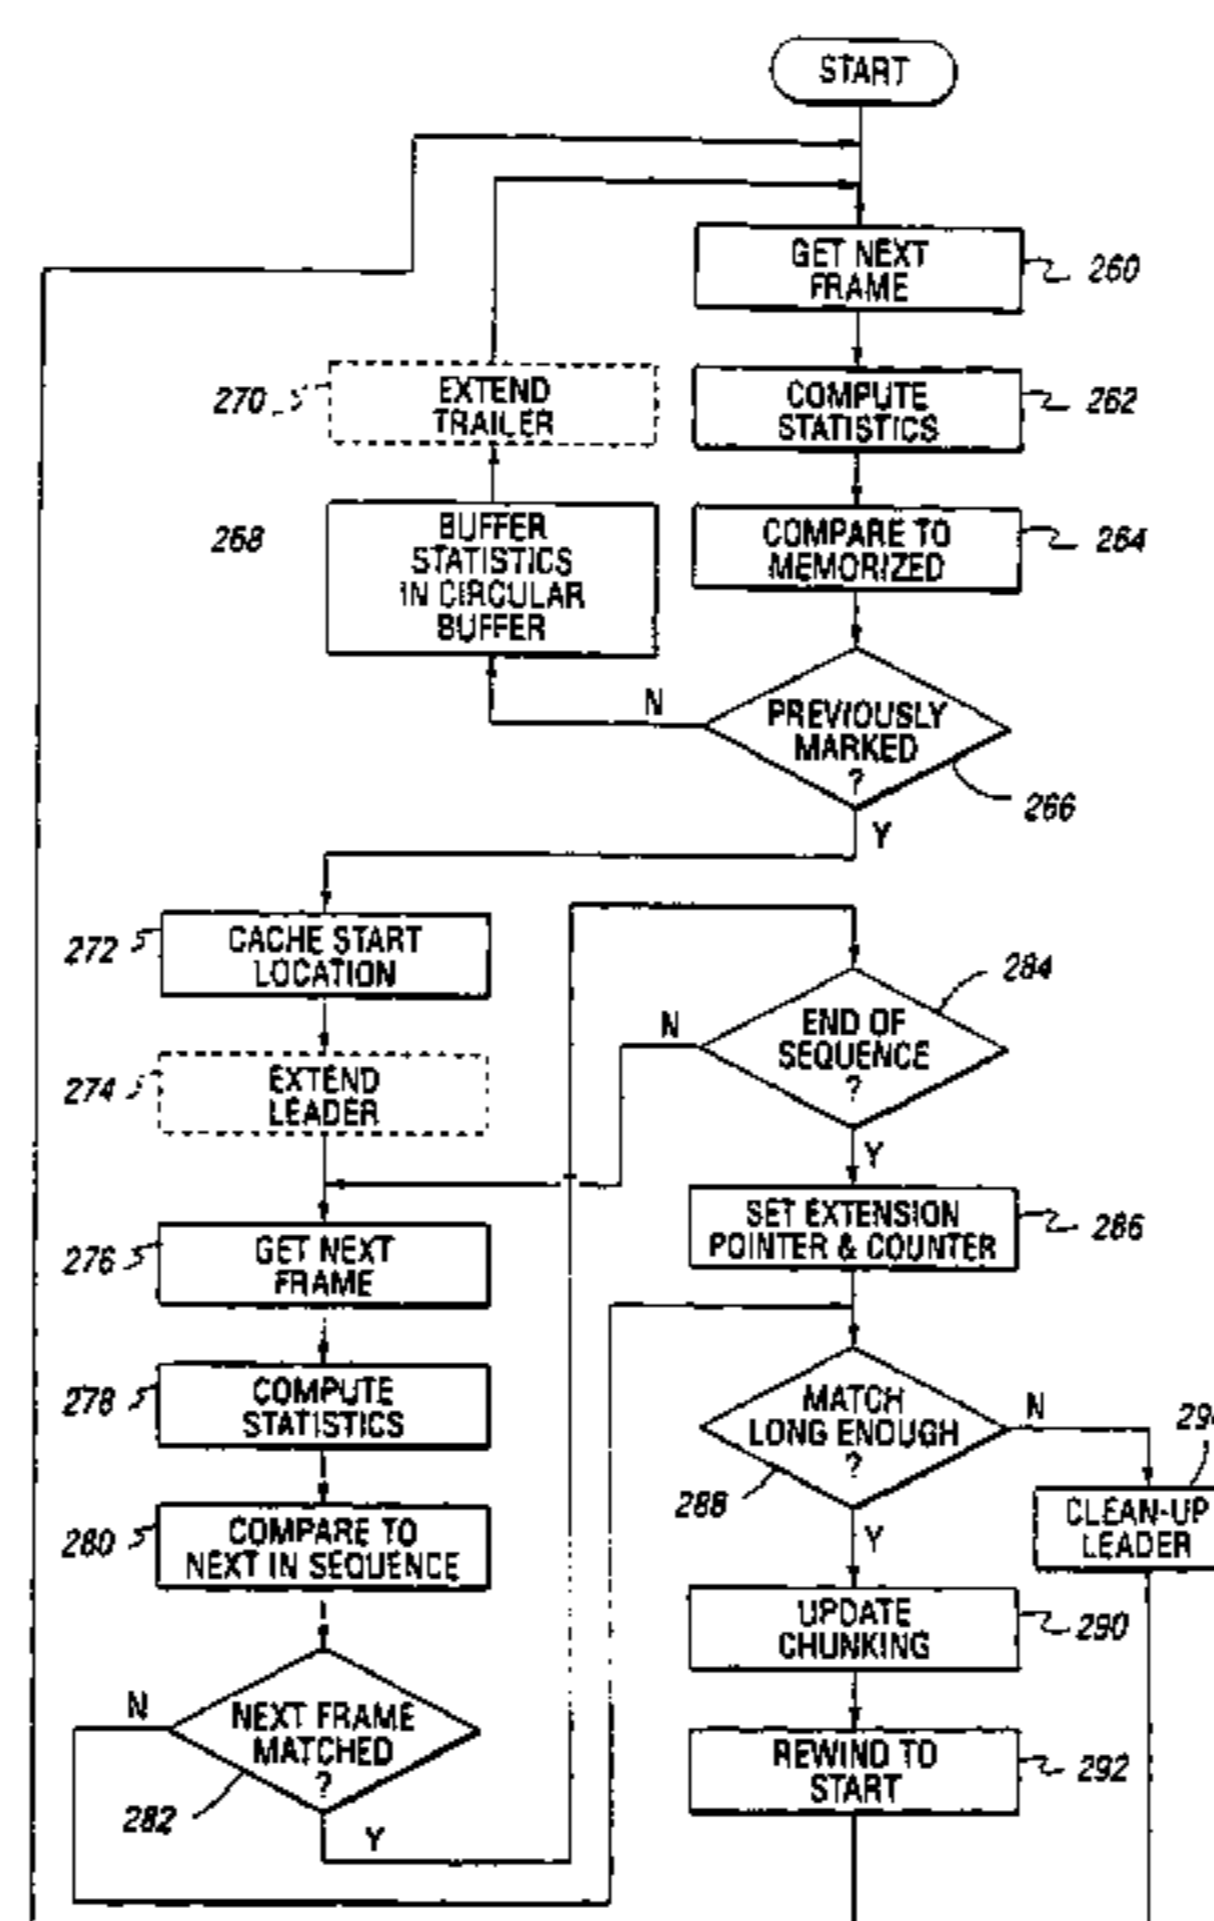 START
GET NEXT
FRAME
260
EXTEND
TRAILER
270
COMPUTE
STATISTICS
262
BUFFER
STATISTICS
IN CIRCULAR
BUFFER
268
COMPARE TO
MEMORIZED
264
N
PREVIOUSLY
MARKED
?
266
Y
272
CACHE START
LOCATION
284
N
END OF
SEQUENCE
?
274
EXTEND
LEADER
Y
276
GET NEXT
FRAME
SET EXTENSION
POINTER & COUNTER
286
278
COMPUTE
STATISTICS
MATCH
LONG ENOUGH
?
N
288
Y
CLEAN-UP
LEADER
280
COMPARE TO
NEXT IN SEQUENCE
UPDATE
CHUNKING
290
N
NEXT FRAME
MATCHED
?
282
Y
REWIND TO
START
292